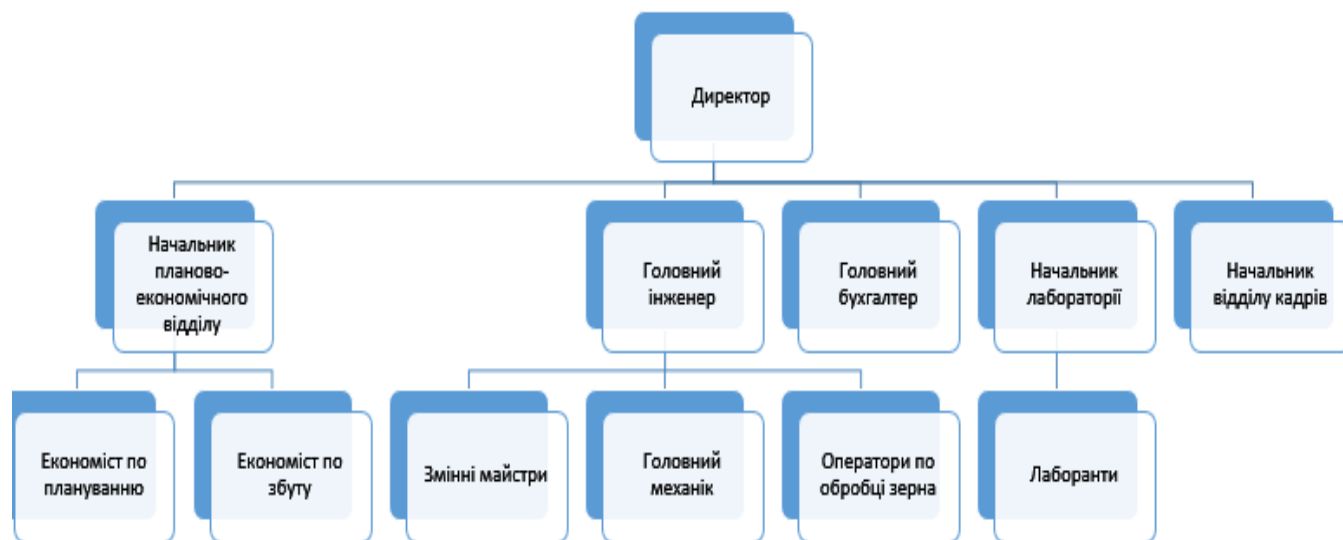 Директор
Начальник
планово-
економічного
відділу
Головний
інженер
Головний
бухгалтер
Начальник
лабораторії
Начальник
відділу кадрів
Економіст по
плануванню
Економіст по
збуту
Змінні майстри
Головний
механік
Оператори по
обробці зерна
Лаборанти